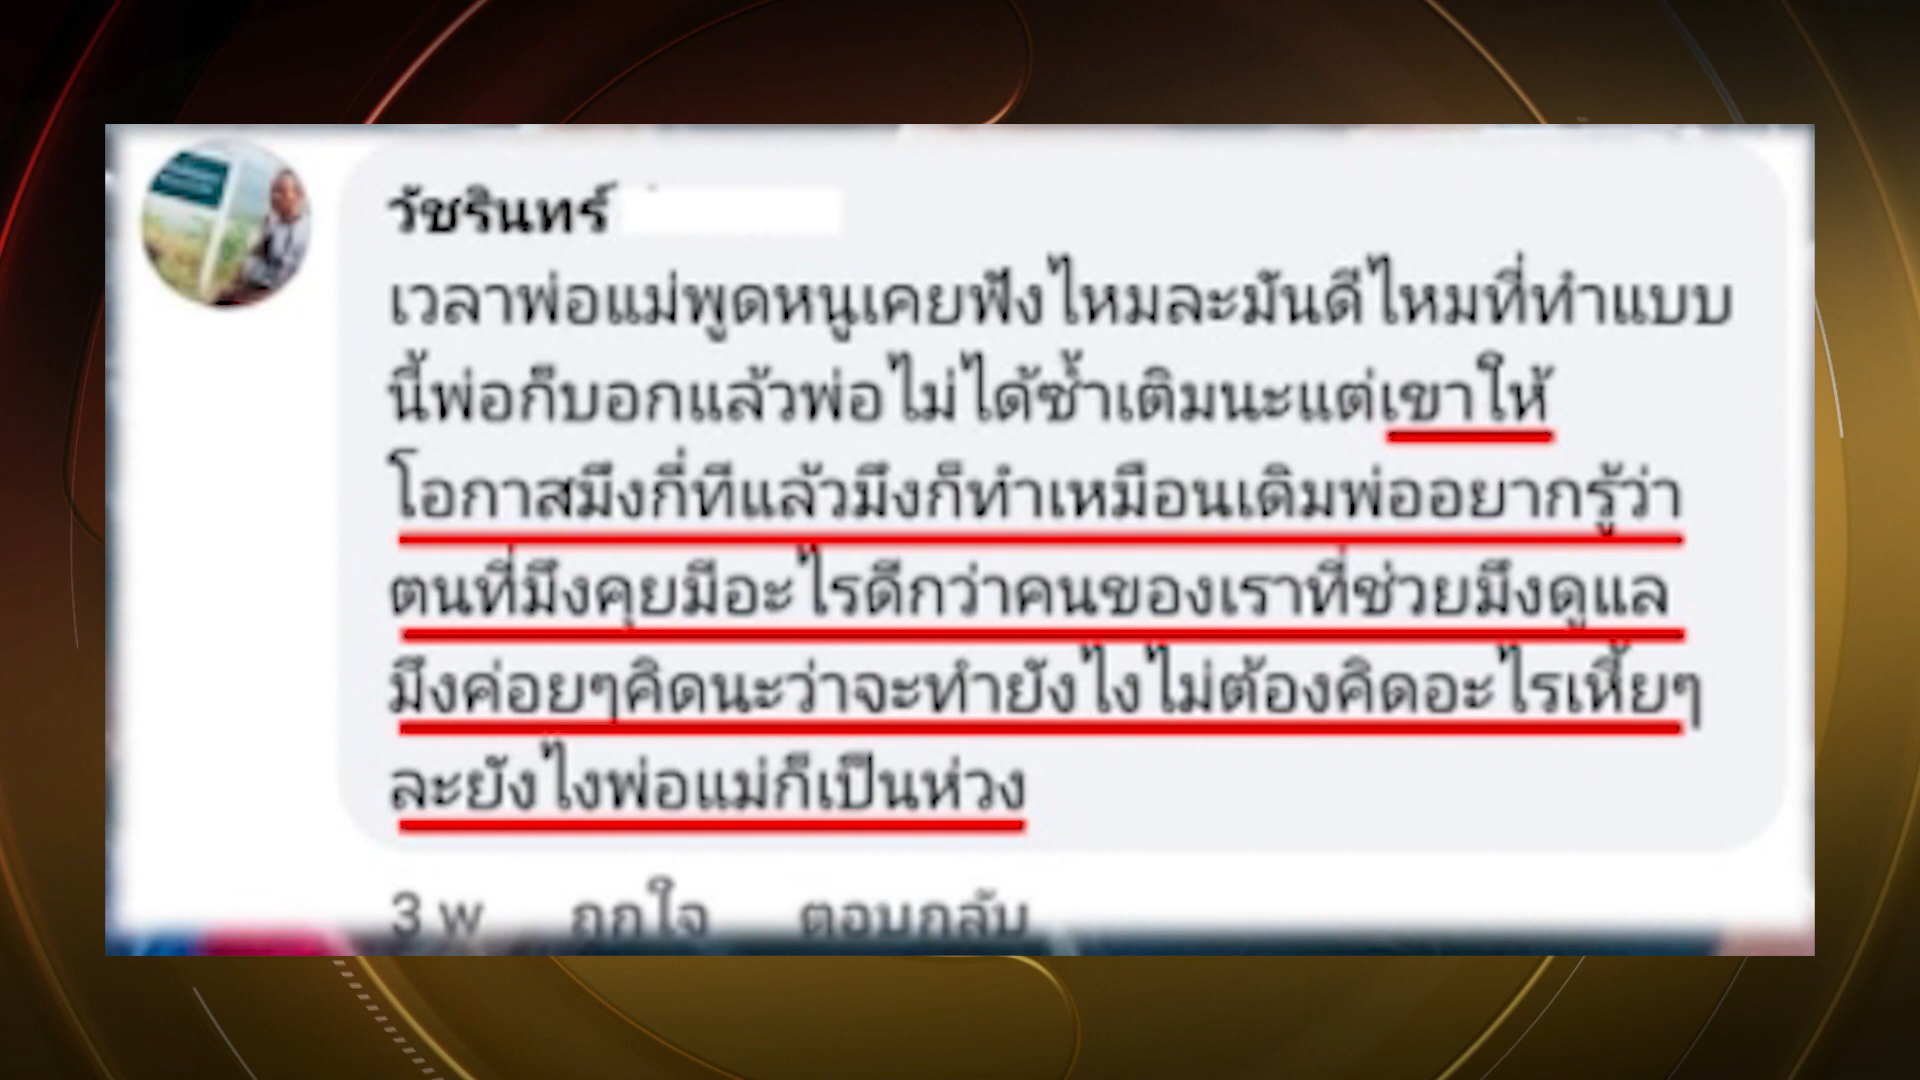 วัชรินทร์
เวลาพ่อแม่พูดหนูเคยฟังไหมละมันดีไหมที่ทำแบบ
นี้พ่อก็บอกแล้วพ่อไม่ได้ซ้ำเติมนะแต่เขาให้
โอกาสมึงกี่ทีแล้วมึงก็ทำเหมือนเดิมพ่ออยากรู้ว่า
ตนที่มึงคุยมีอะไรดีกว่าคนของเราที่ช่วยมึงดูแล
มึงค่อยๆคิดนะว่าจะทำยังไงไม่ต้องคิดอะไรเหี้ยๆ
ละยังไงพ่อแม่ก็เป็นห่วง
3 w ถูกใจ ตอบกลับ